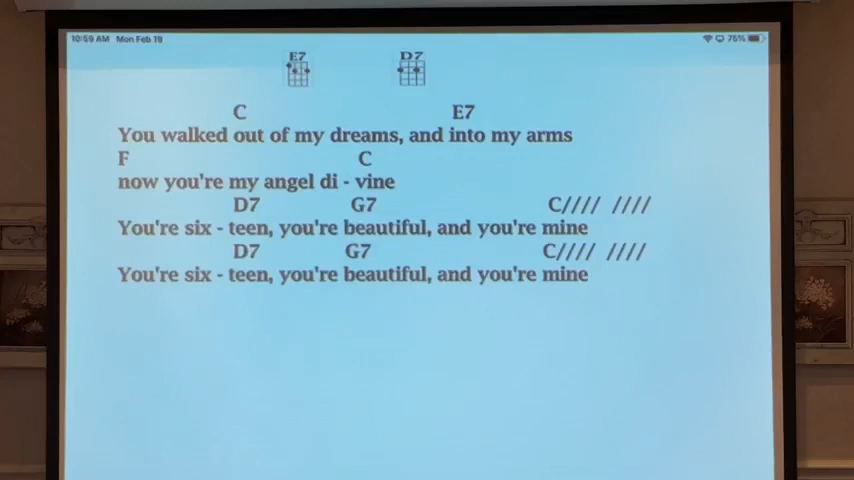 10:59 AM Mon Feb 19 75%
E7 D7
C E7
You walked out of my dreams, and into my arms
F C
now you're my angel di - vine
D7 G7 C//// ////
You're six - teen, you're beautiful, and you're mine
D7 G7 C//// ////
You're six - teen, you're beautiful, and you're mine